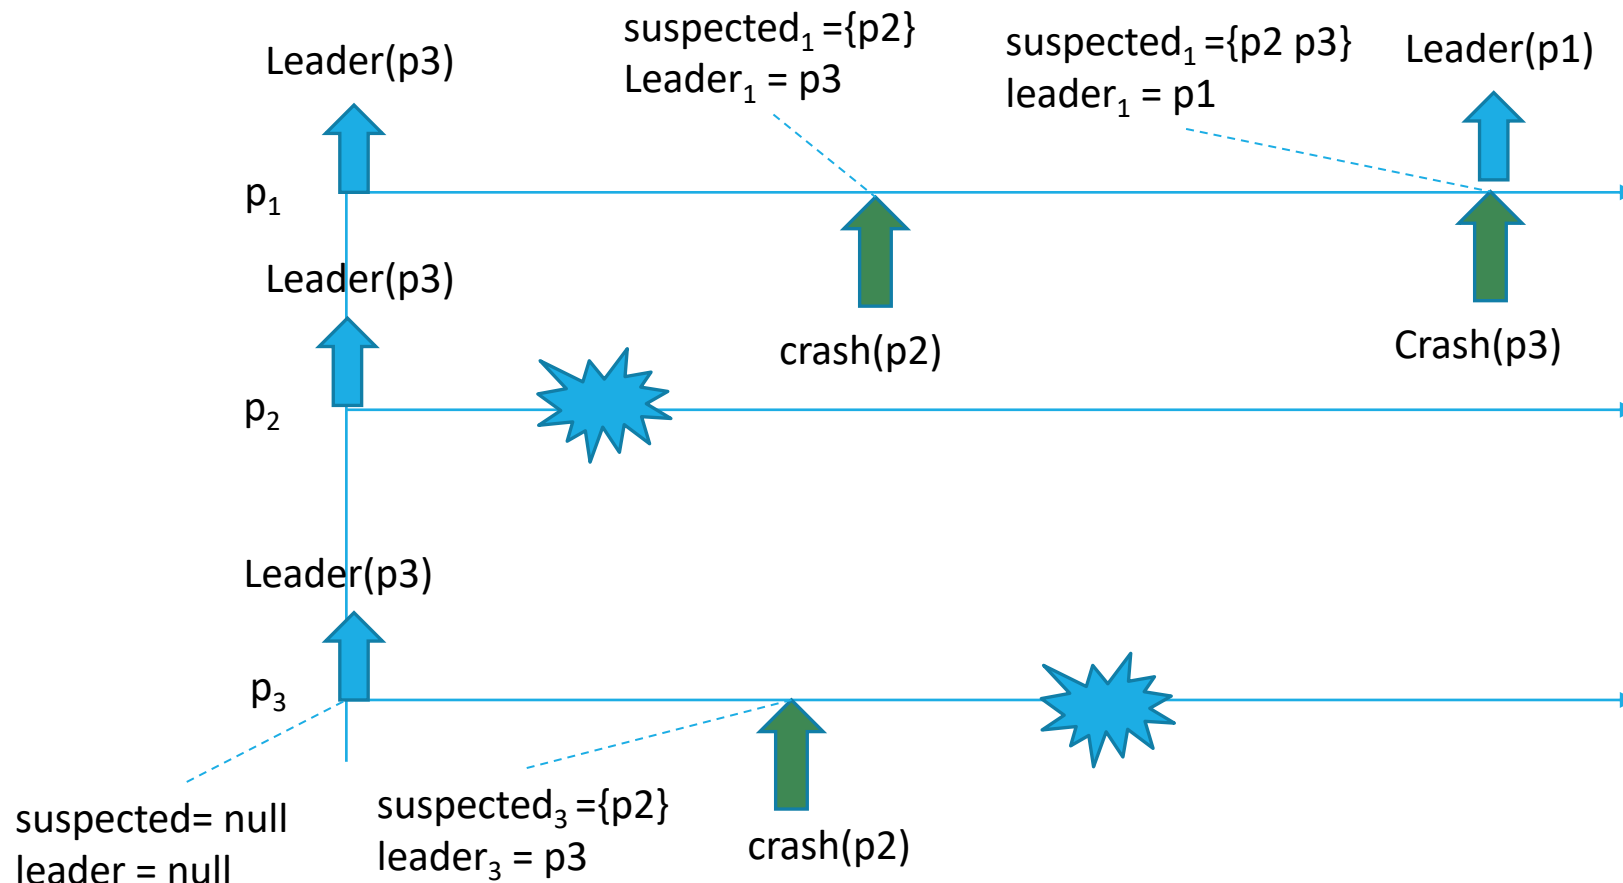 suspected₁ ={p2}
Leader₁ = p3
suspected₁ ={p2 p3}
leader₁ = p1
Leader(p1)
Leader(p3)
p₁
Leader(p3)
crash(p2)
Crash(p3)
p₂
Leader(p3)
p₃
suspected= null
leader = null
suspected₃ ={p2}
leader₃ = p3
crash(p2)